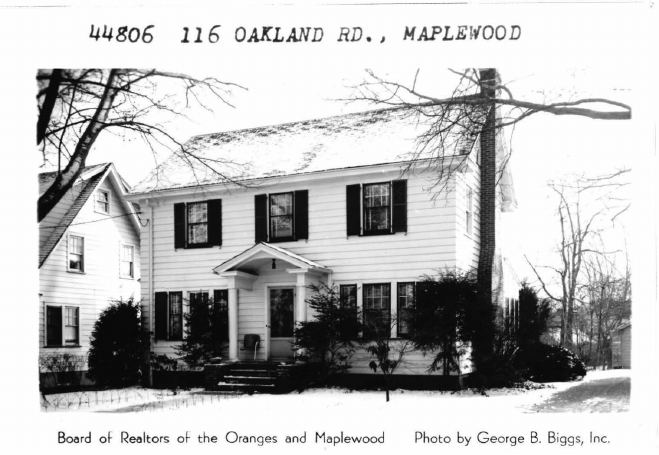 44806 116 OAKLAND RD., MAPLEWOOD
Board of Realtors of the Oranges and Maplewood Photo by George B. Biggs, Inc.